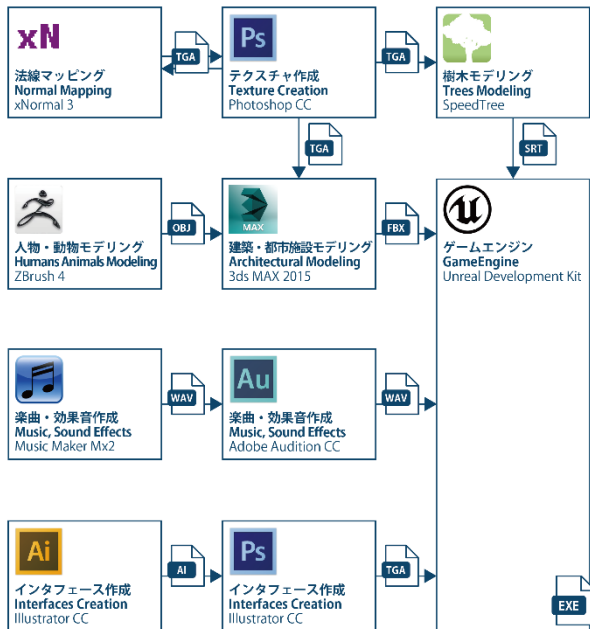 xN
TGA
法線マッピング
Normal Mapping
xNormal 3
Ps
FBX
テクスチャ作成
Texture Creation
Photoshop CC
樹木モデリング
Trees Modeling
SpeedTree
TGA
SRT
人物・動物モデリング
Humans Animals Modeling
ZBrush 4
OBJ
MAX
建築・都市施設モデリング
Architectural Modeling
3ds MAX 2015
FBX
ゲームエンジン
GameEngine
Unreal Development Kit
楽曲・効果音作成
Music, Sound Effects
Music Maker Mx2
WAV
Au
楽曲・効果音作成
Music, Sound Effects
Adobe Audition CC
WAV
Ai
インタフェース作成
Interfaces Creation
Illustrator CC
AI
Ps
インタフェース作成
Interfaces Creation
Illustrator CC
TGA
EXE